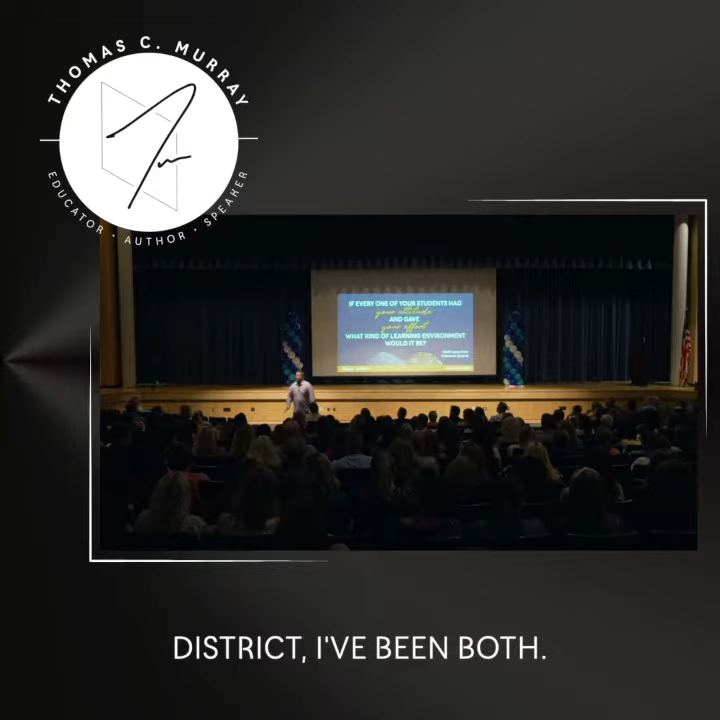 THOMAS C. MURRAY
EDUCATOR · AUTHOR · SPEAKER
IF EVERY ONE OF YOUR STUDENTS HAD
your attitude
AND GAVE
your effort
WHAT KIND OF LEARNING ENVIRONMENT
WOULD IT BE?
DISTRICT, I'VE BEEN BOTH.